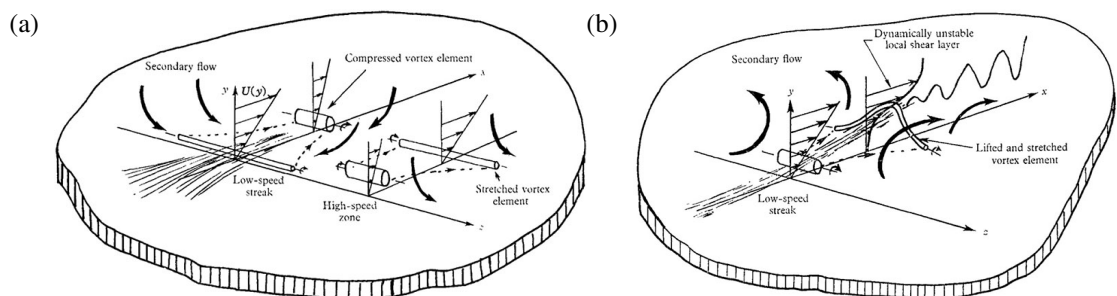 (a)
Secondary flow
Compressed vortex element
y
U(y)
x
Low-speed
streak
High-speed
zone
Stretched vortex
element
z
(b)
Dynamically unstable
local shear layer
Secondary flow
y
x
Lifted and stretched
vortex element
Low-speed
streak
z